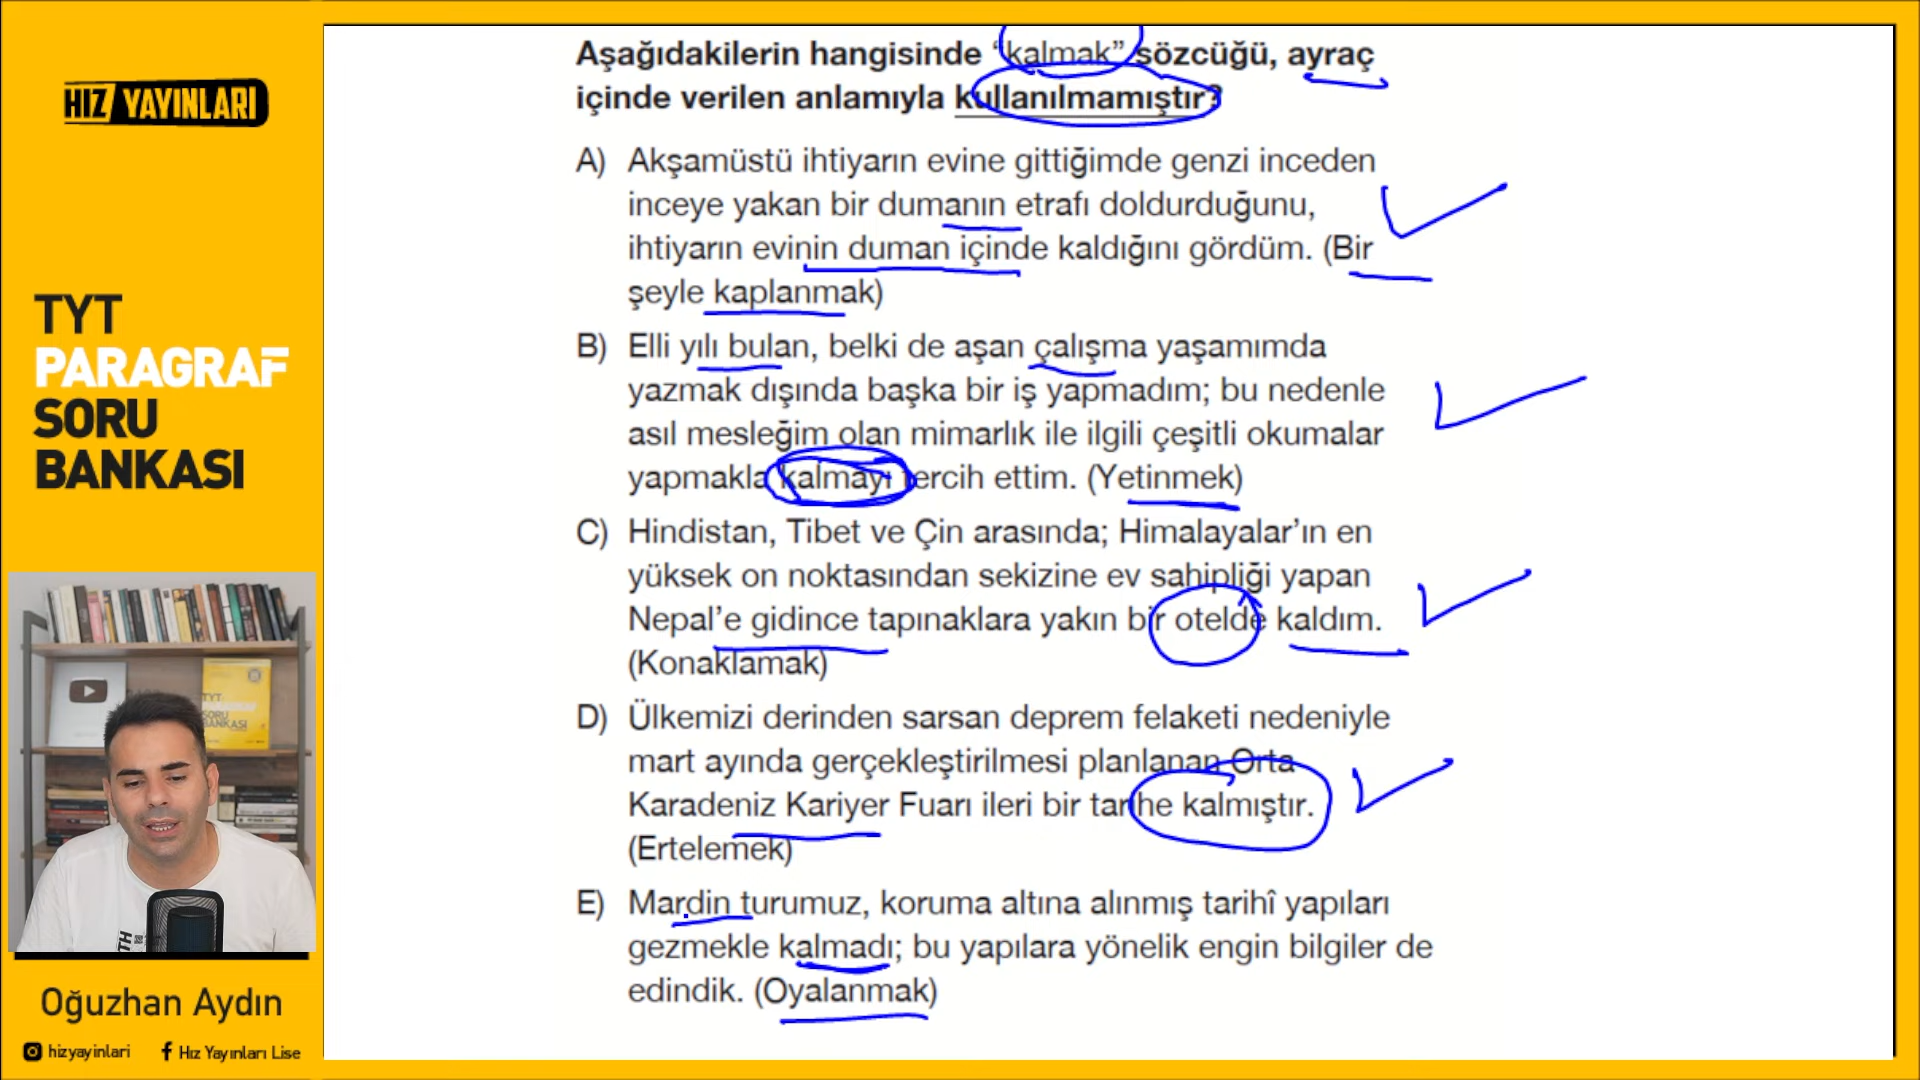 HIZ YAYINLARI
TYT
PARAGRAF
SORU
BANKASI
Oğuzhan Aydın
hizyayinlari
Hız Yayınları Lise
Aşağıdakilerin hangisinde “kalmak” sözcüğü, ayraç
içinde verilen anlamıyla kullanılmamıştır?
A) Akşamüstü ihtiyarın evine gittiğimde genzi inceden
inceye yakan bir dumanın etrafı doldurduğunu,
ihtiyarın evinin duman içinde kaldığını gördüm. (Bir
şeyle kaplanmak)
B) Elli yılı bulan, belki de aşan çalışma yaşamımda
yazmak dışında başka bir iş yapmadım; bu nedenle
asıl mesleğim olan mimarlık ile ilgili çeşitli okumalar
yapmakla kalmayı tercih ettim. (Yetinmek)
C) Hindistan, Tibet ve Çin arasında; Himalayalar’ın en
yüksek on noktasından sekizine ev sahipliği yapan
Nepal’e gidince tapınaklara yakın bir otelde kaldım.
(Konaklamak)
D) Ülkemizi derinden sarsan deprem felaketi nedeniyle
mart ayında gerçekleştirilmesi planlanan Orta
Karadeniz Kariyer Fuarı ileri bir tarihe kalmıştır.
(Ertelemek)
E) Mardin turumuz, koruma altına alınmış tarihî yapıları
gezmekle kalmadı; bu yapılara yönelik engin bilgiler de
edindik. (Oyalanmak)